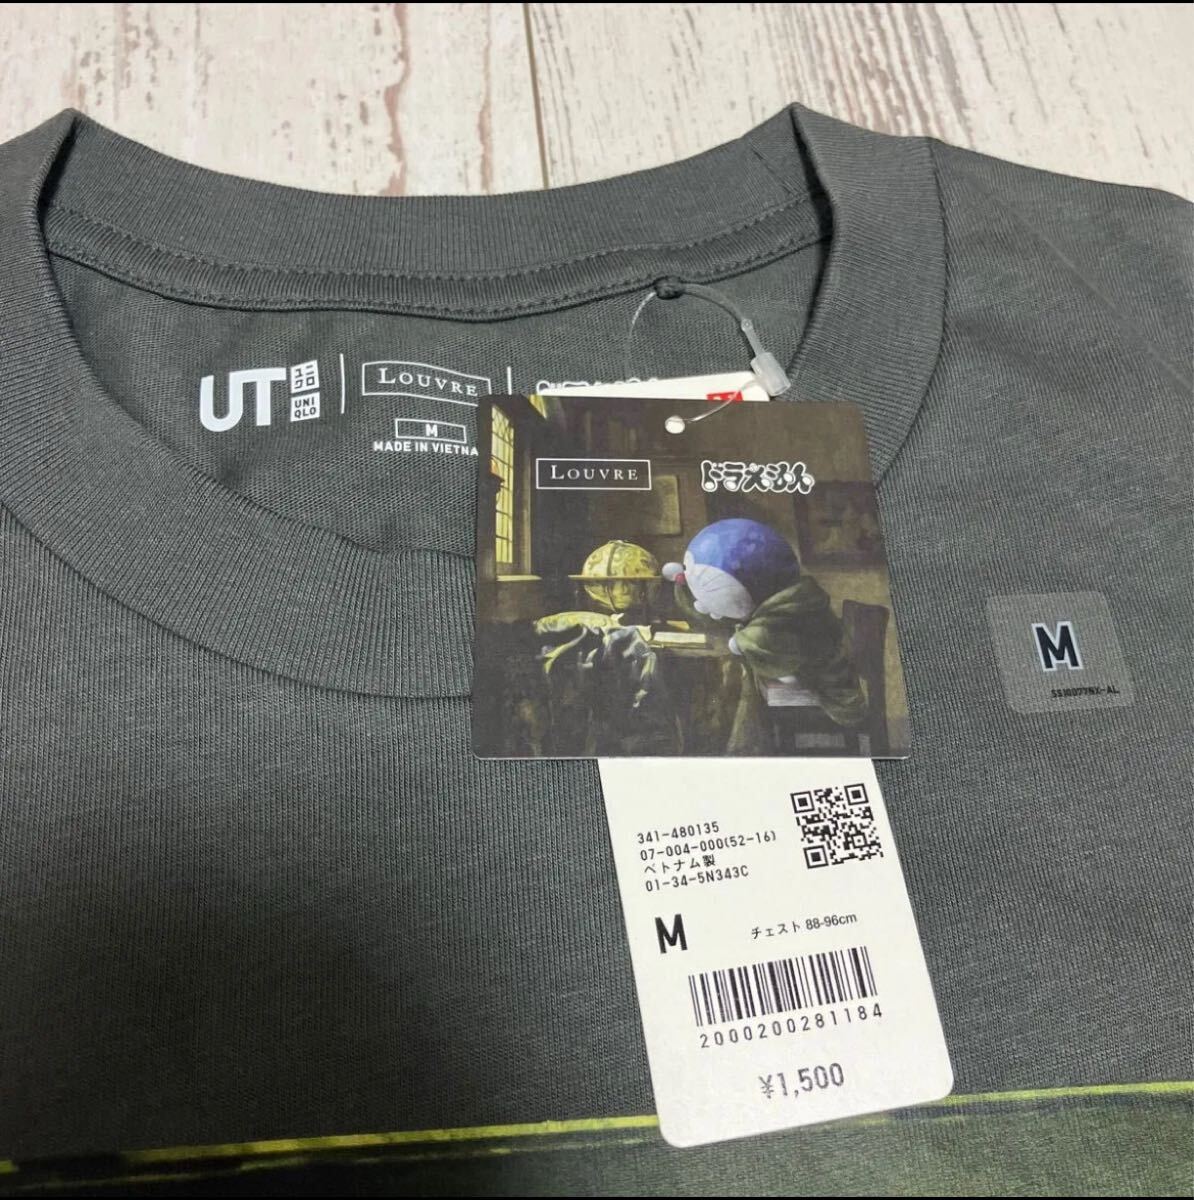 UT
ユニクロ
UNI
QLO
LOUVRE
M
MADE IN VIETNA
LOUVRE
ドラえもん
M
341-480135
07-004-000(52-16)
ベトナム製
01-34-5N343C
M
チェスト 88-96cm
2000200281184
¥1,500